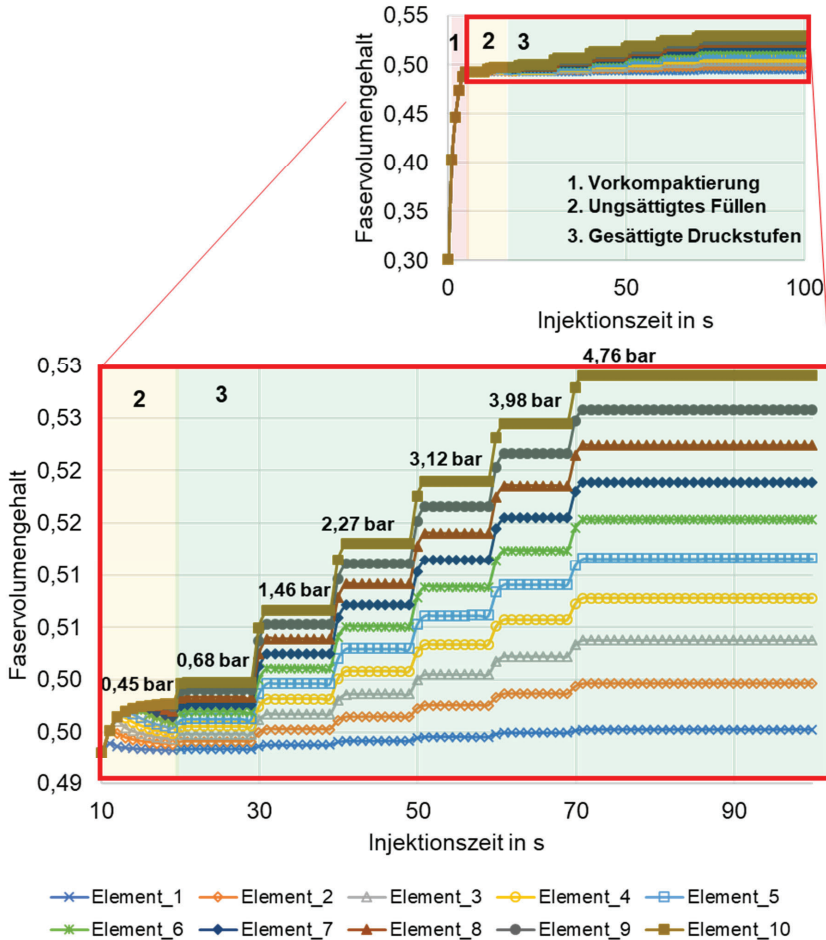 0,55
0,50
0,45
0,40
0,35
0,30
Faservolumengehalt
1
2
3
1. Vorkompaktierung
2. Ungsättigtes Füllen
3. Gesättigte Druckstufen
0
50
100
Injektionszeit in s
0,53
0,53
0,52
0,52
0,51
0,51
0,50
0,50
0,49
Faservolumengehalt
2
3
0,45 bar
0,68 bar
1,46 bar
2,27 bar
3,12 bar
3,98 bar
4,76 bar
10
30
50
70
90
Injektionszeit in s
Element_1
Element_2
Element_3
Element_4
Element_5
Element_6
Element_7
Element_8
Element_9
Element_10